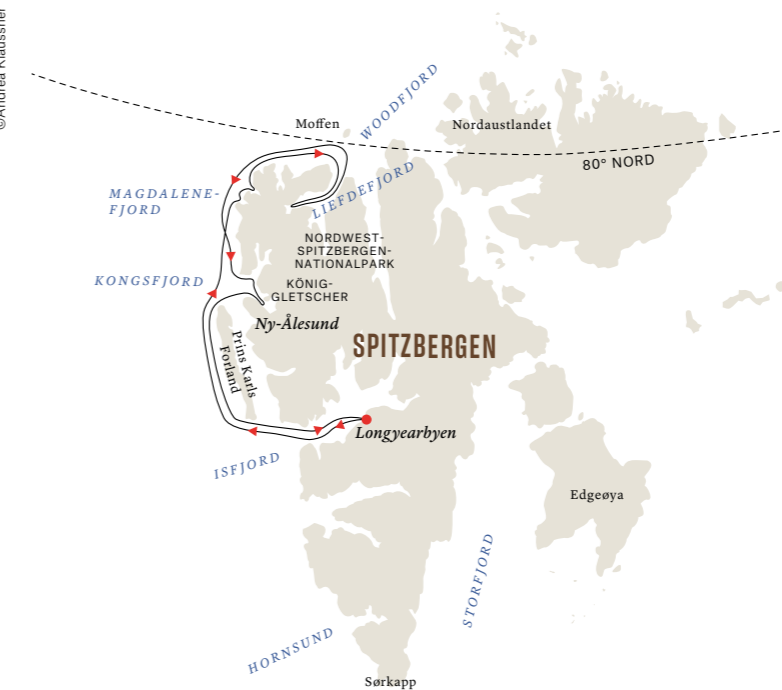 ©Andrea Klaussner
WOODFJORD
Moffen
Nordaustlandet
80° NORD
MAGDALENE-
FJORD
LIEFDEFJORD
NORDWEST-
SPITZBERGEN-
NATIONALPARK
KONGSFJORD
KÖNIG-
GLETSCHER
Ny-Ålesund
SPITZBERGEN
Prins Karls
Forland
Longyearbyen
ISFJORD
Edgeøya
STORFJORD
HORNSUND
Sørkapp